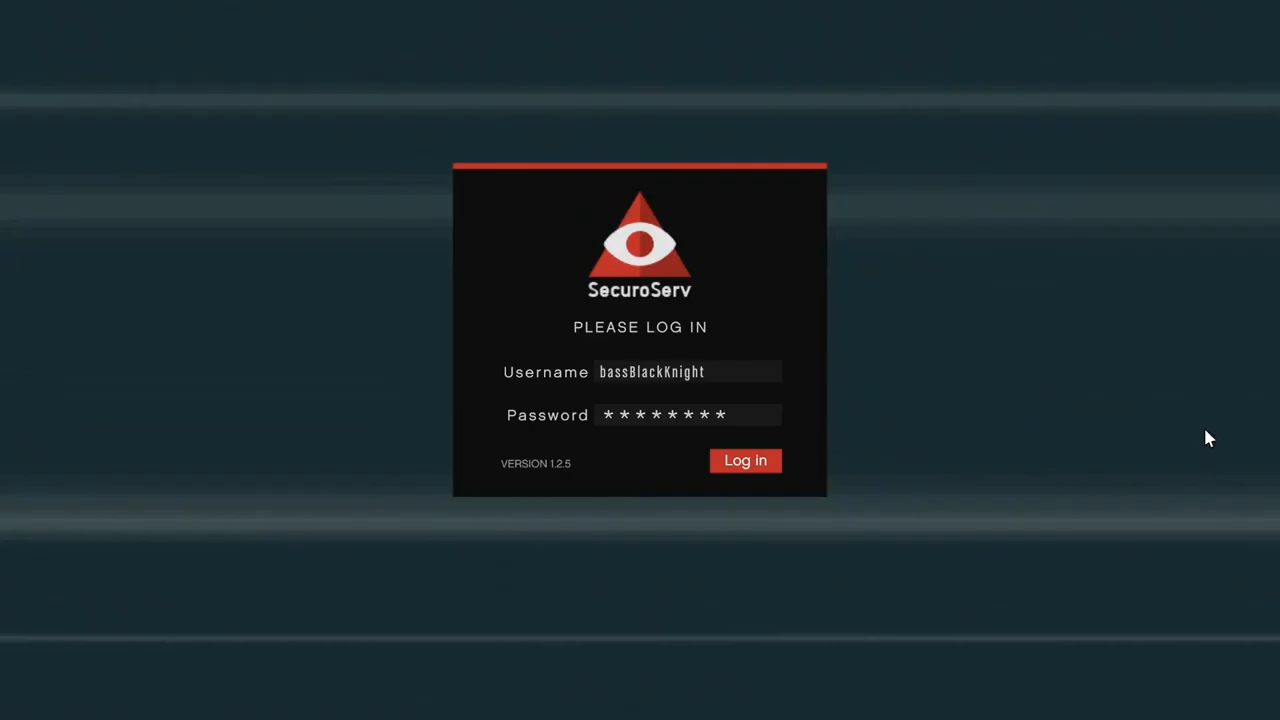 SecuroServ
PLEASE LOG IN
Username bassBlackKnight
Password ********
VERSION 1.2.5 Log in